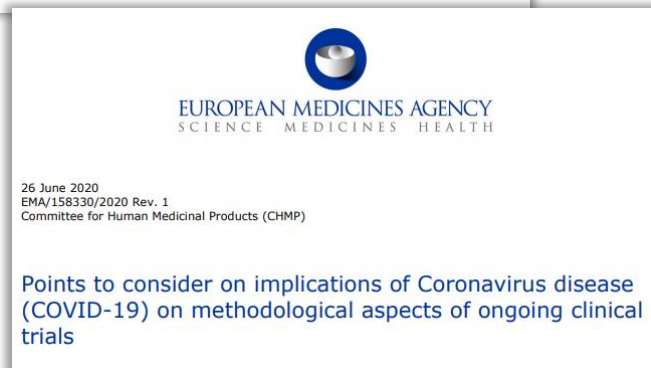 EUROPEAN MEDICINES AGENCY
SCIENCE MEDICINES HEALTH
26 June 2020
EMA/158330/2020 Rev. 1
Committee for Human Medicinal Products (CHMP)
Points to consider on implications of Coronavirus disease
(COVID-19) on methodological aspects of ongoing clinical
trials